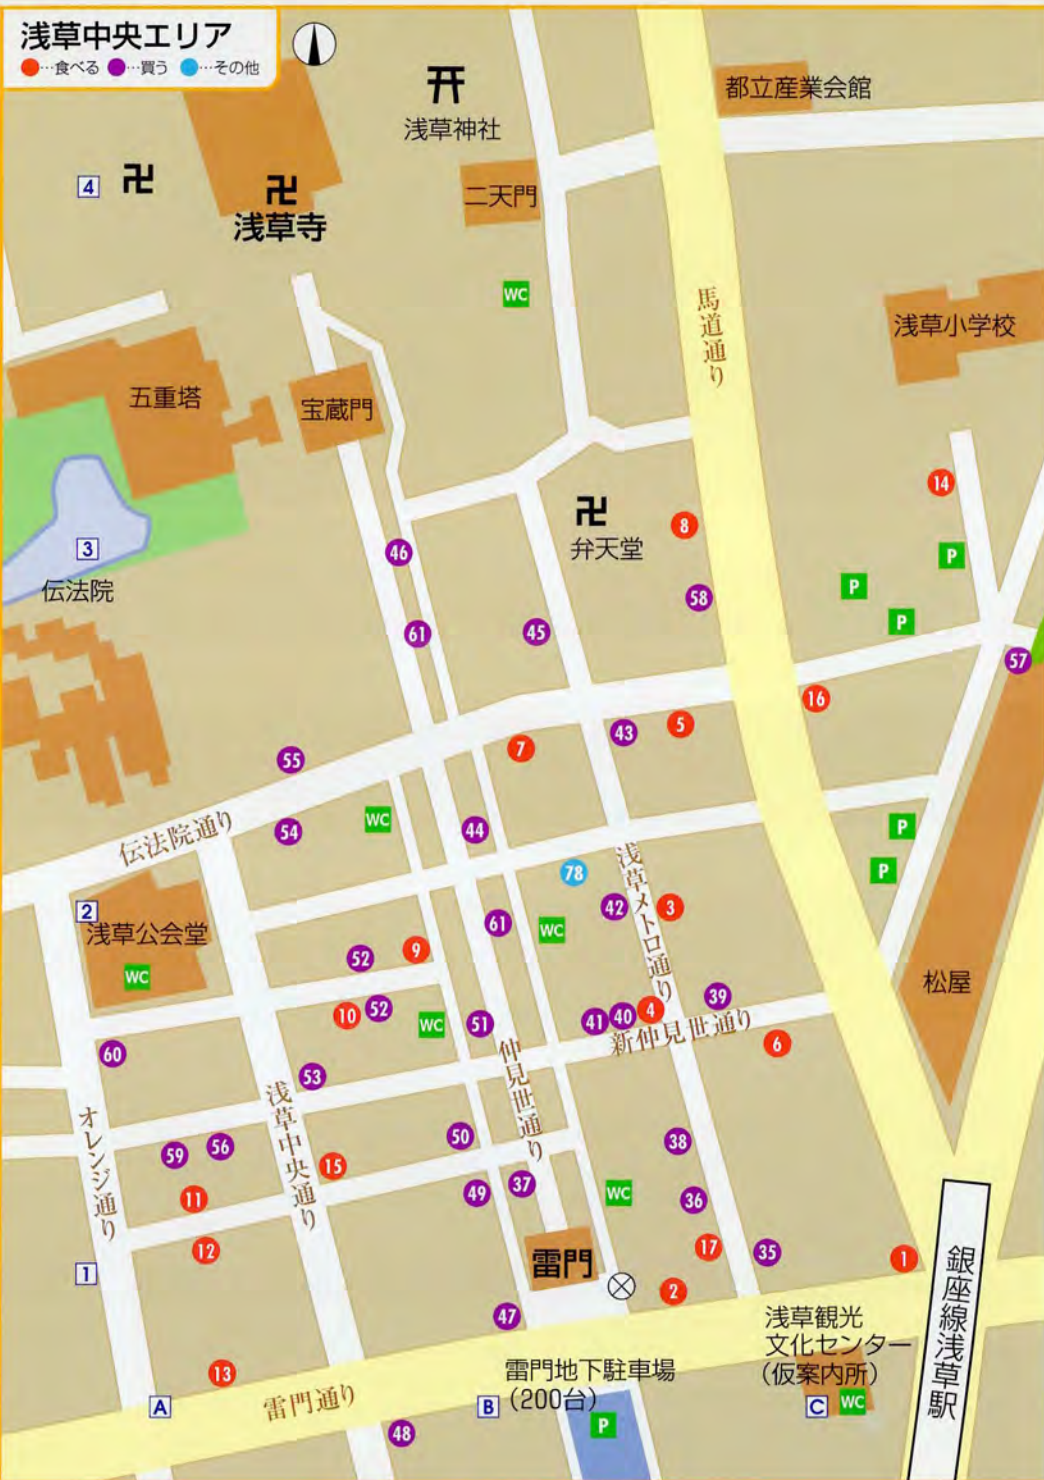 浅草中央エリア
●…食べる ●…買う ●…その他
卍
浅草神社
都立産業会館
4
卍
卍
浅草寺
二天門
WC
馬道通り
浅草小学校
五重塔
宝蔵門
14
卍
8
弁天堂
3
46
P
伝法院
P
58
P
61
45
57
16
5
43
7
55
WC
44
54
伝法院通り
P
78
浅草メトロ通り
P
2
42
3
61
浅草公会堂
WC
9
52
WC
松屋
39
52
4
40
10
41
51
WC
新仲見世通り
6
60
仲見世通り
53
浅草中央通り
オレンジ通り
50
38
56
59
15
37
49
WC
11
36
17
12
35
1
雷門
1
2
銀座線浅草駅
47
浅草観光
文化センター
(仮案内所)
雷門地下駐車場
(200台)
13
雷門通り
A
B
C
WC
P
48